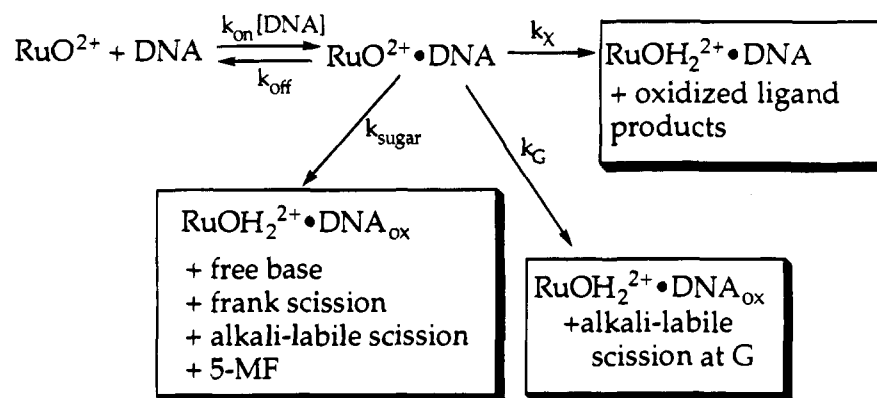 RuO²⁺ + DNA
kon[DNA]
koff
RuO²⁺•DNA
kX
RuOH₂²⁺•DNA
+ oxidized ligand
products
ksugar
kG
RuOH₂²⁺•DNAox
+ free base
+ frank scission
+ alkali-labile scission
+ 5-MF
RuOH₂²⁺•DNAox
+alkali-labile
scission at G